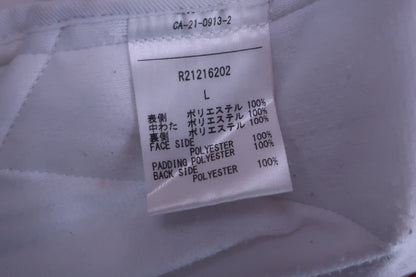 CA-21-0913-2
R21216202
L
表側 ポリエステル 100%
中わた ポリエステル 100%
裏側 ポリエステル 100%
FACE SIDE
POLYESTER 100%
PADDING POLYESTER 100%
BACK SIDE
POLYESTER 100%